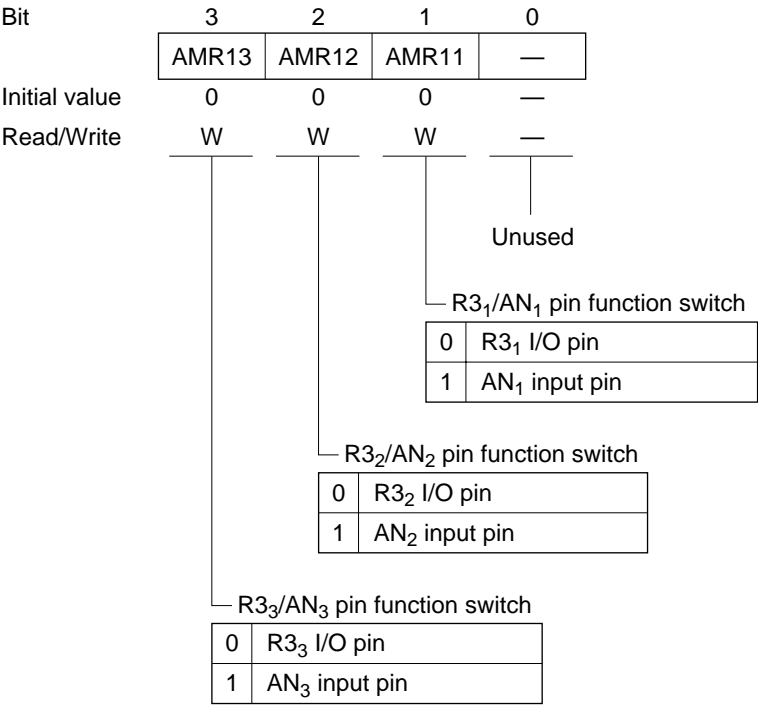 Bit 3 2 1 0
AMR13 AMR12 AMR11 —
Initial value 0 0 0 —
Read/Write W W W —
Unused
R3₁/AN₁ pin function switch
0 R3₁ I/O pin
1 AN₁ input pin
R3₂/AN₂ pin function switch
0 R3₂ I/O pin
1 AN₂ input pin
R3₃/AN₃ pin function switch
0 R3₃ I/O pin
1 AN₃ input pin